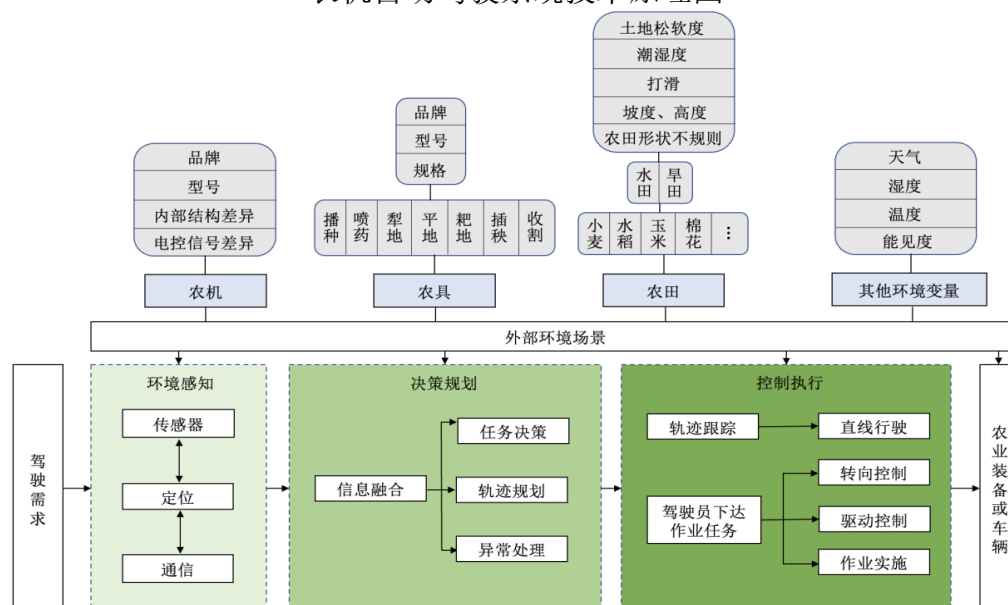 土地松软度
潮湿度
打滑
坡度、高度
农田形状不规则
品牌
型号
规格
品牌
型号
内部结构差异
电控信号差异
天气
湿度
温度
能见度
水田
旱田
播种
喷药
犁地
平地
耙地
插秧
收割
小麦
水稻
玉米
棉花
⋮
农机
农具
农田
其他环境变量
外部环境场景
驾驶需求
环境感知
传感器
定位
通信
决策规划
信息融合
任务决策
轨迹规划
异常处理
控制执行
轨迹跟踪
直线行驶
驾驶员下达
作业任务
转向控制
驱动控制
作业实施
农业装备或车辆